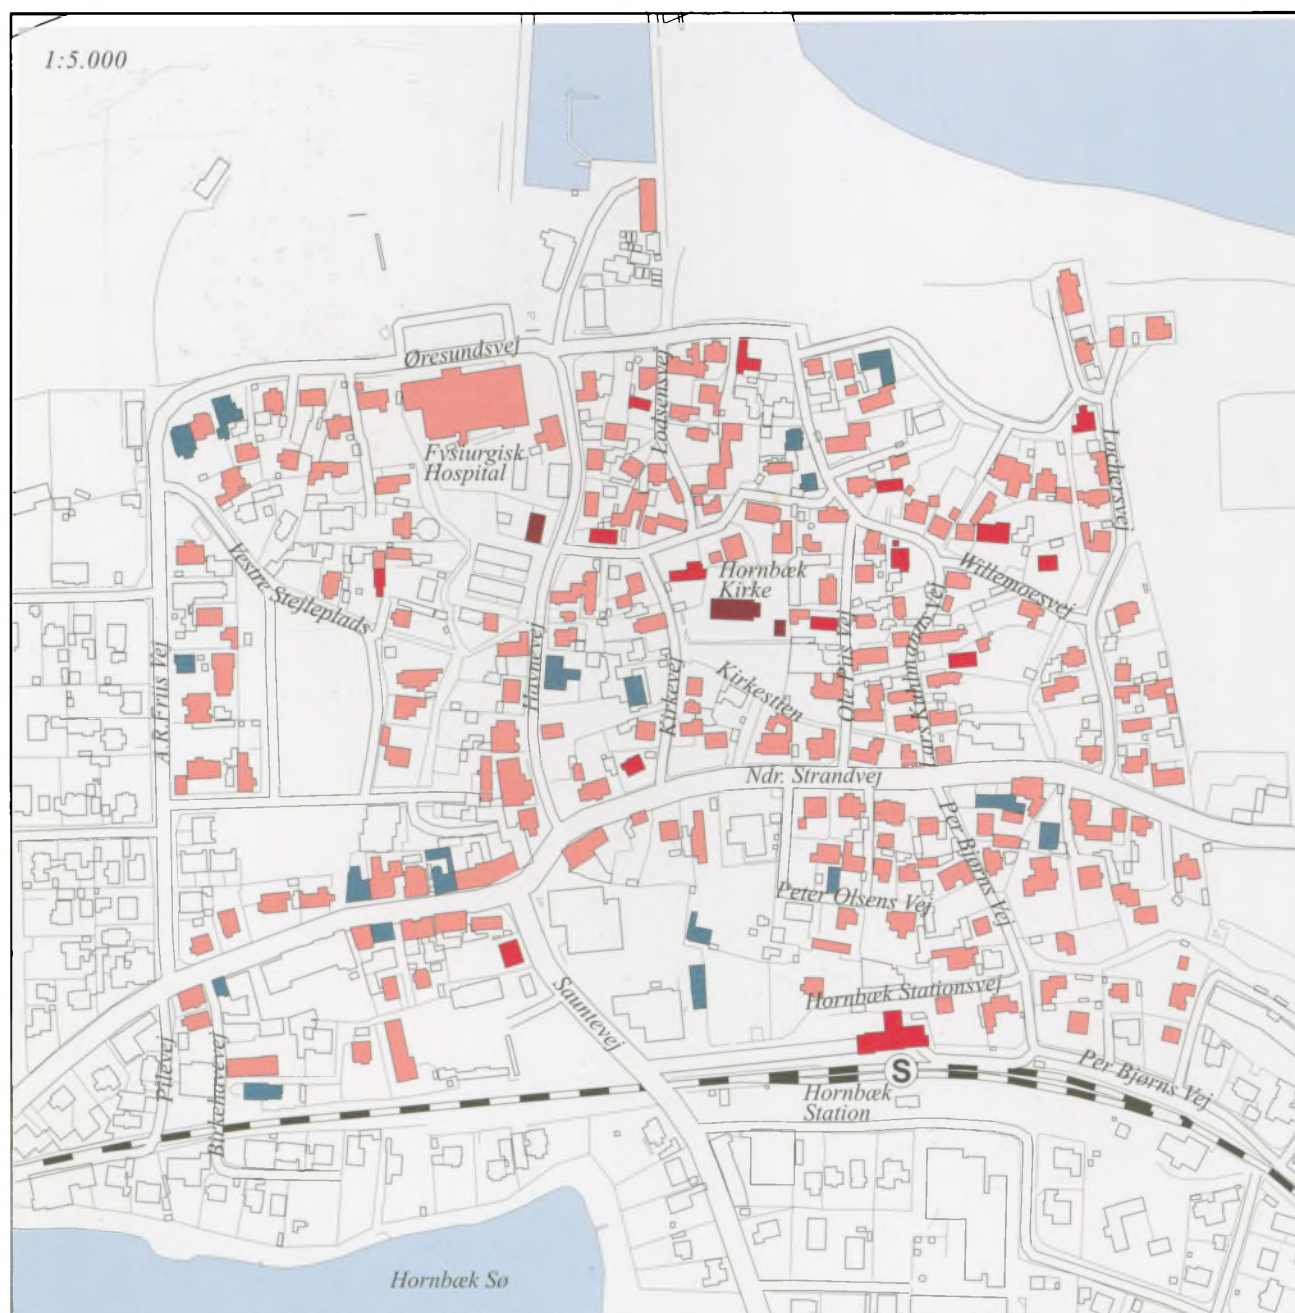 1:5.000
Øresundsvej
Lodsensvej
Fysiurgisk
Hospital
Lochersvej
Vestre Stejleplads
Hornbæk
Kirke
Willemoesvej
A.R.Friis Vej
Havnevej
Kirkevej
Kirkestien
Ole Piis Vej
Lars Kuhlmanns Vej
Ndr. Strandvej
Per Bjørns Vej
Peter Olsens Vej
Sauntevej
Hornbæk Stationsvej
Pilevej
Birkehavevej
S
Hornbæk
Station
Per Bjørns Vej
Hornbæk Sø